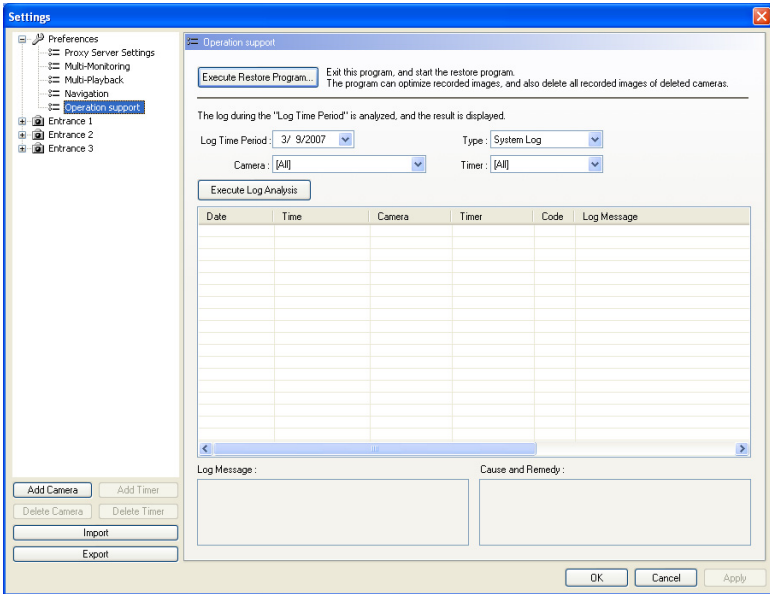 Settings
Preferences
Proxy Server Settings
Multi-Monitoring
Multi-Playback
Navigation
Operation support
Entrance 1
Entrance 2
Entrance 3
Add Camera
Add Timer
Delete Camera
Delete Timer
Import
Export
Operation support
Execute Restore Program...
Exit this program, and start the restore program.
The program can optimize recorded images, and also delete all recorded images of deleted cameras.
The log during the "Log Time Period" is analyzed, and the result is displayed.
Log Time Period : 3/ 9/2007
Type : System Log
Camera : [All]
Timer : [All]
Execute Log Analysis
Date Time Camera Timer Code Log Message
Log Message :
Cause and Remedy :
OK Cancel Apply